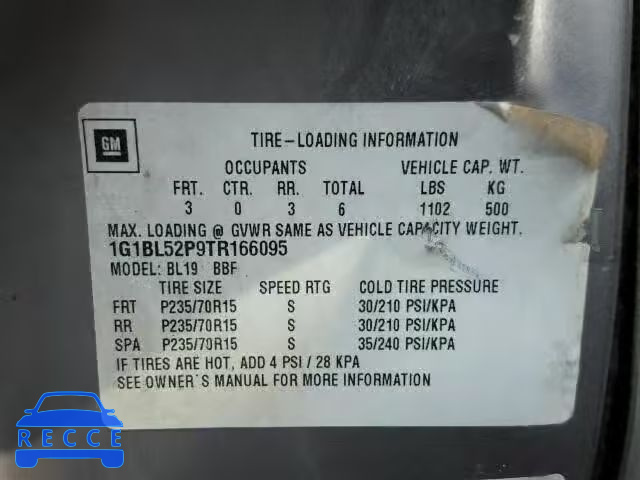 GM
TIRE-LOADING INFORMATION
OCCUPANTS VEHICLE CAP. WT.
FRT. CTR. RR. TOTAL LBS KG
3 0 3 6 1102 500
MAX. LOADING @ GVWR SAME AS VEHICLE CAPACITY WEIGHT.
1G1BL52P9TR166095
MODEL: BL19 BBF
TIRE SIZE SPEED RTG COLD TIRE PRESSURE
FRT P235/70R15 S 30/210 PSI/KPA
RR P235/70R15 S 30/210 PSI/KPA
SPA P235/70R15 S 35/240 PSI/KPA
IF TIRES ARE HOT, ADD 4 PSI / 28 KPA
SEE OWNER'S MANUAL FOR MORE INFORMATION
RECCE